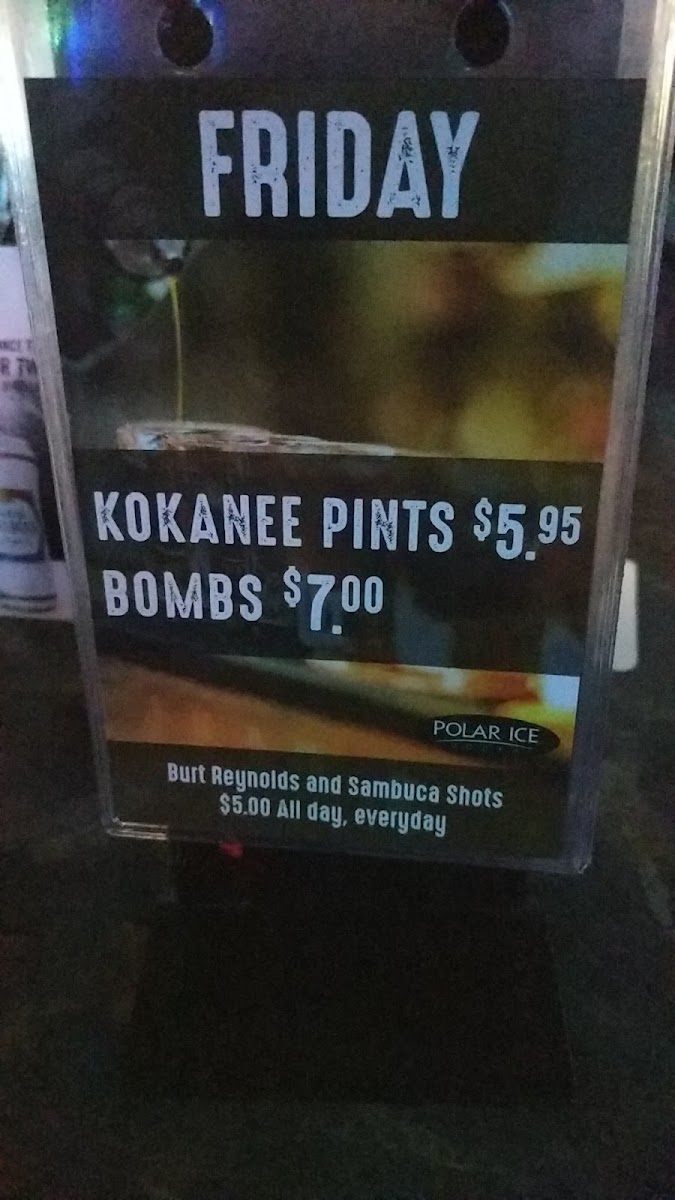 FRIDAY
KOKANEE PINTS $5.95
BOMBS $7.00
POLAR ICE
Burt Reynolds and Sambuca Shots
$5.00 All day, everyday